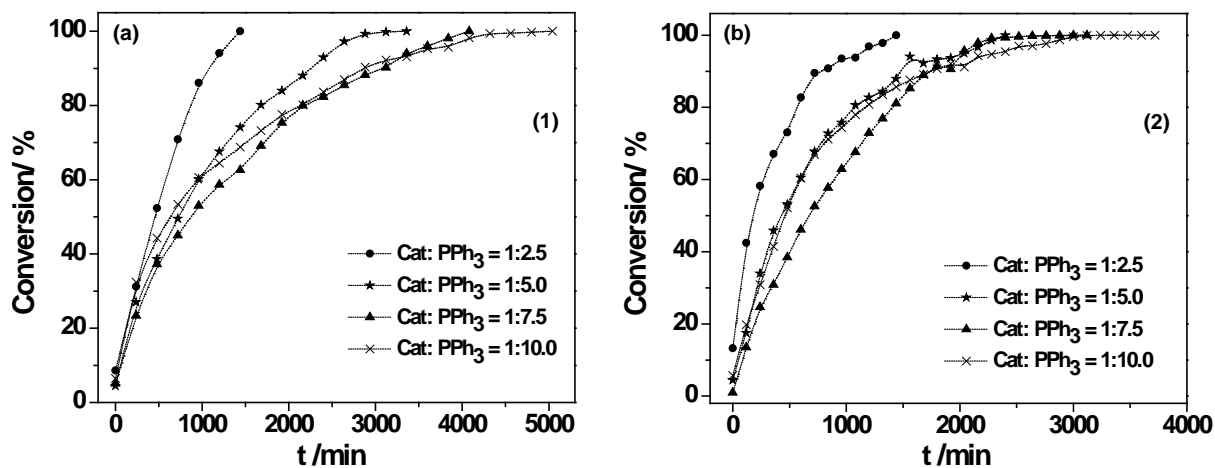 (a)
(1)
Conversion/ %
100
80
60
40
20
0
Cat: PPh3 = 1:2.5
Cat: PPh3 = 1:5.0
Cat: PPh3 = 1:7.5
Cat: PPh3 = 1:10.0
0 1000 2000 3000 4000 5000
t /min
(b)
(2)
Conversion/ %
100
80
60
40
20
0
Cat: PPh3 = 1:2.5
Cat: PPh3 = 1:5.0
Cat: PPh3 = 1:7.5
Cat: PPh3 = 1:10.0
0 1000 2000 3000 4000
t /min